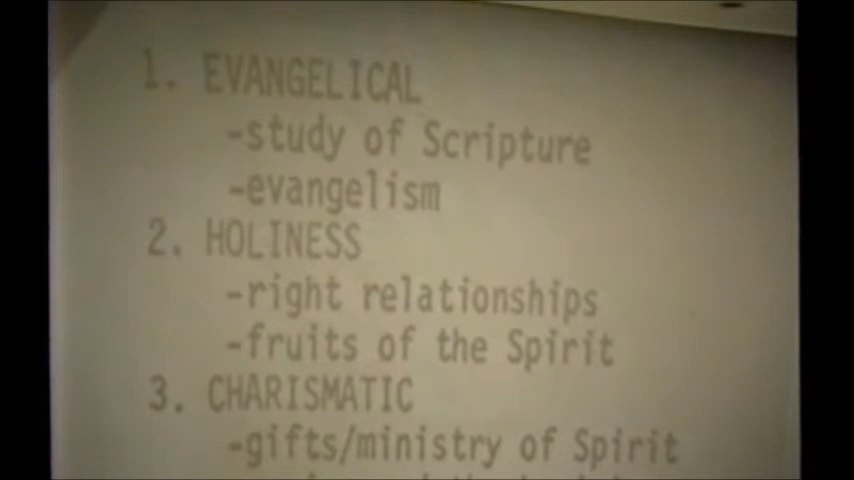 1. EVANGELICAL
-study of Scripture
-evangelism
2. HOLINESS
-right relationships
-fruits of the Spirit
3. CHARISMATIC
-gifts/ministry of Spirit